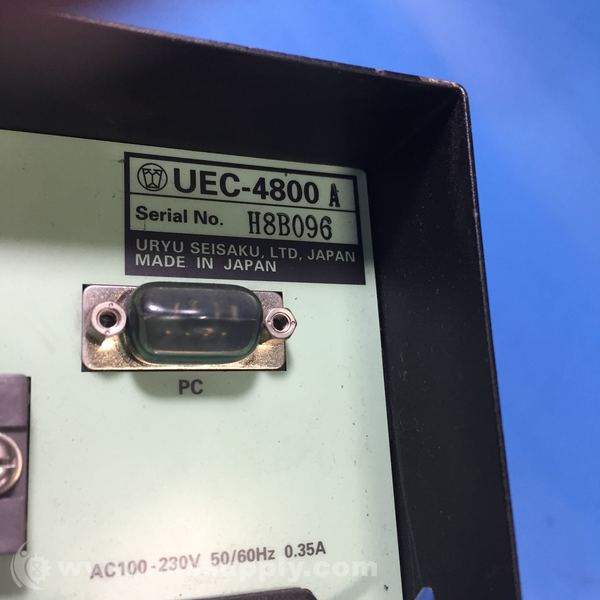 UEC-4800 A
Serial No. H8B096
URYU SEISAKU, LTD, JAPAN
MADE IN JAPAN
PC
AC100-230V 50/60Hz 0.35A